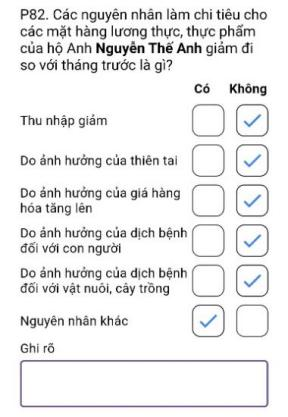 P82. Các nguyên nhân làm chi tiêu cho
các mặt hàng lương thực, thực phẩm
của hộ Anh Nguyễn Thế Anh giảm đi
so với tháng trước là gì?
Có Không
Thu nhập giảm
Do ảnh hưởng của thiên tai
Do ảnh hưởng của giá hàng
hóa tăng lên
Do ảnh hưởng của dịch bệnh
đối với con người
Do ảnh hưởng của dịch bệnh
đối với vật nuôi, cây trồng
Nguyên nhân khác
Ghi rõ